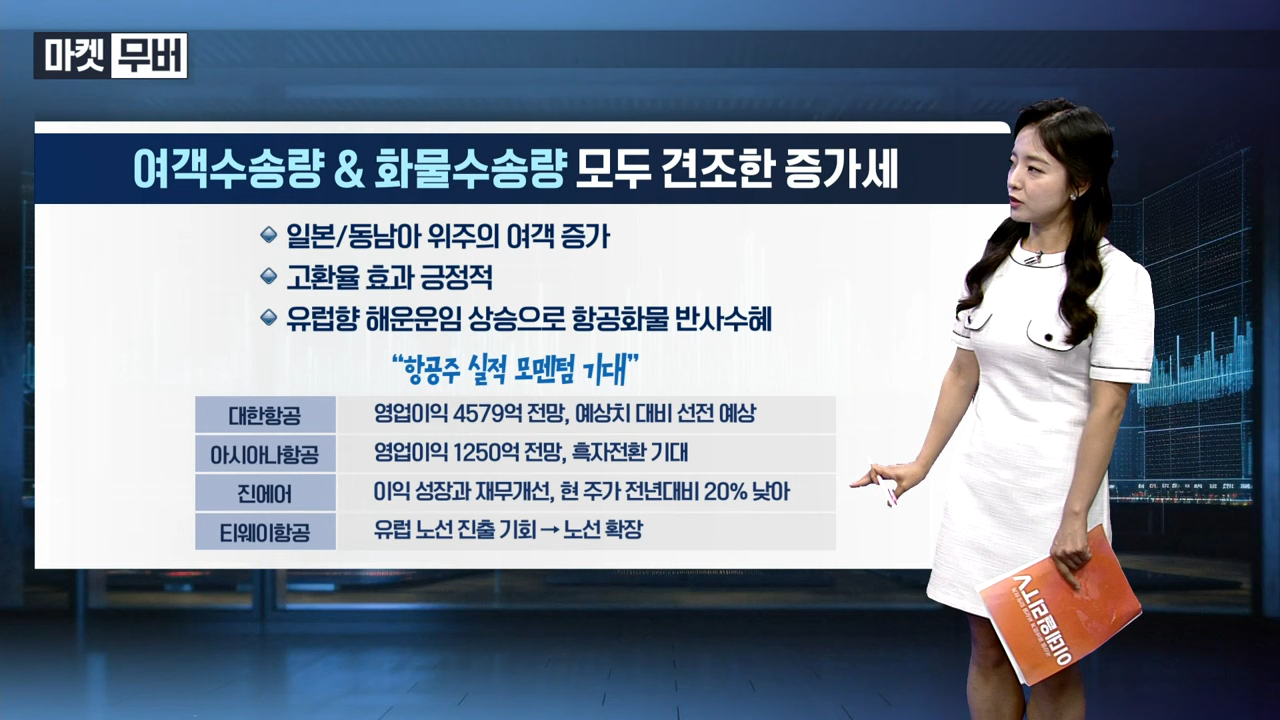 마켓 무버
여객수송량 & 화물수송량 모두 견조한 증가세
일본/동남아 위주의 여객 증가
고환율 효과 긍정적
유럽향 해운운임 상승으로 항공화물 반사수혜
“항공주 실적 모멘텀 기대”
대한항공 영업이익 4579억 전망, 예상치 대비 선전 예상
아시아나항공 영업이익 1250억 전망, 흑자전환 기대
진에어 이익 성장과 재무개선, 현 주가 전년대비 20% 낮아
티웨이항공 유럽 노선 진출 기회 → 노선 확장
이데일리TV